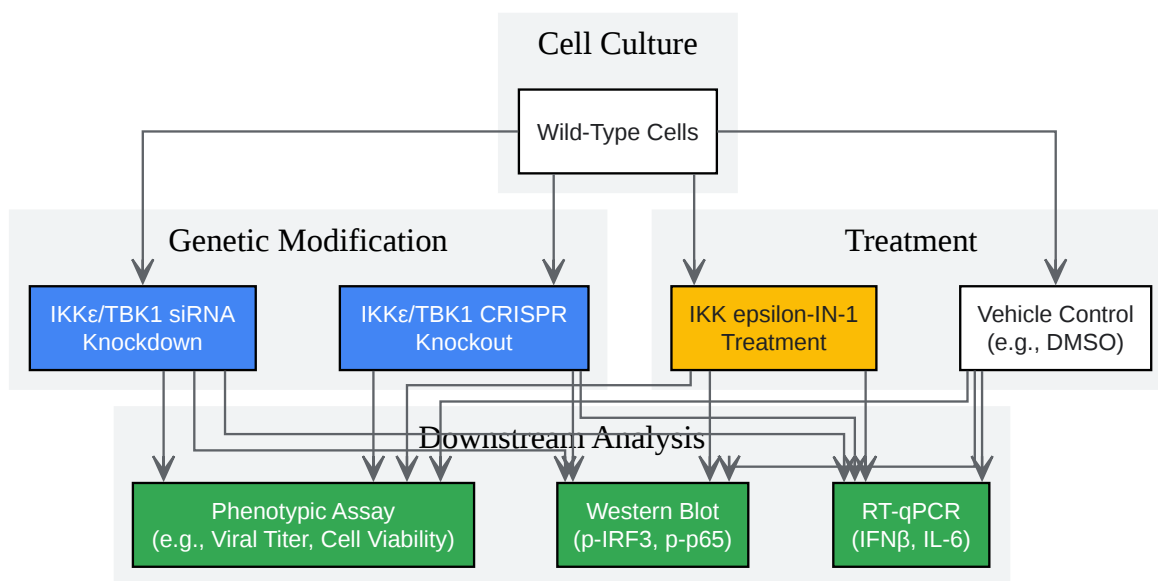 Cell Culture
Wild-Type Cells
Genetic Modification
Treatment
IKKε/TBK1 siRNA
Knockdown
IKKε/TBK1 CRISPR
Knockout
IKK epsilon-IN-1
Treatment
Vehicle Control
(e.g., DMSO)
Downstream Analysis
Phenotypic Assay
(e.g., Viral Titer, Cell Viability)
Western Blot
(p-IRF3, p-p65)
RT-qPCR
(IFNβ, IL-6)